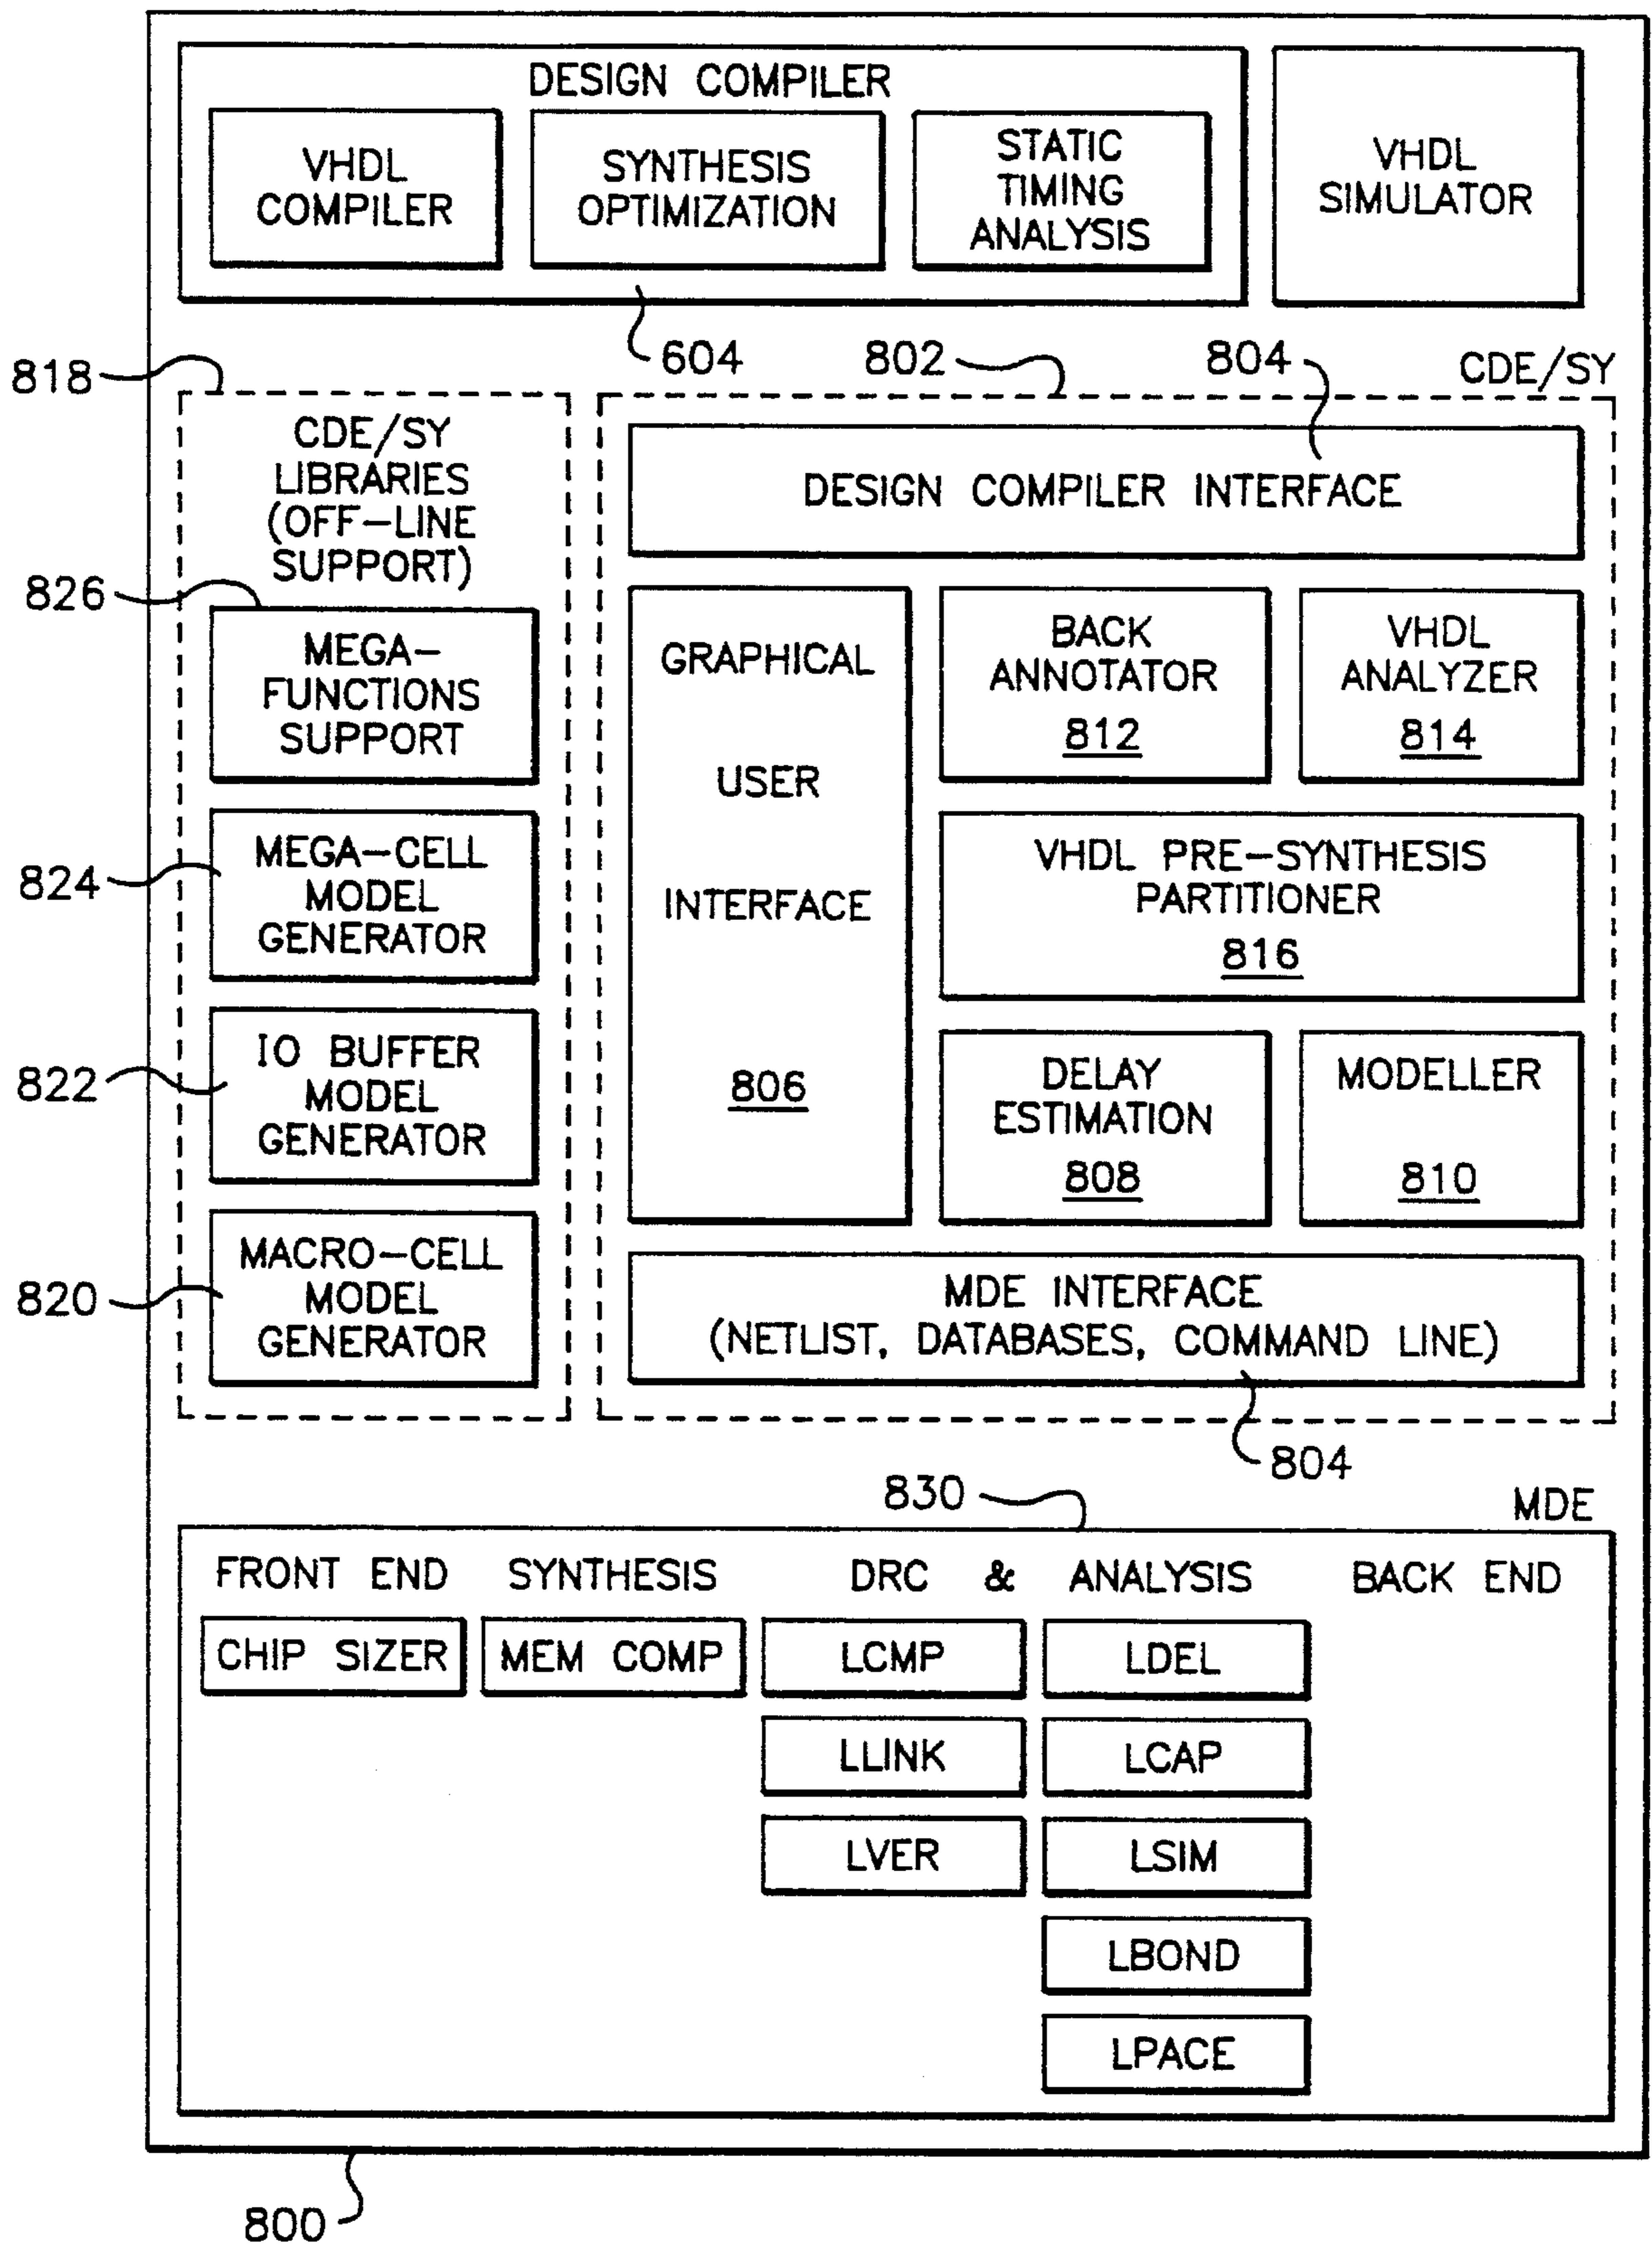 DESIGN COMPILER
VHDL
COMPILER
SYNTHESIS
OPTIMIZATION
STATIC
TIMING
ANALYSIS
VHDL
SIMULATOR
604
818
802
804
CDE/SY
CDE/SY
LIBRARIES
(OFF-LINE
SUPPORT)
826
MEGA-
FUNCTIONS
SUPPORT
824
MEGA-CELL
MODEL
GENERATOR
822
IO BUFFER
MODEL
GENERATOR
820
MACRO-CELL
MODEL
GENERATOR
DESIGN COMPILER INTERFACE
GRAPHICAL
USER
INTERFACE
806
BACK
ANNOTATOR
812
VHDL
ANALYZER
814
VHDL PRE-SYNTHESIS
PARTITIONER
816
DELAY
ESTIMATION
808
MODELLER
810
MDE INTERFACE
(NETLIST, DATABASES, COMMAND LINE)
804
830
MDE
FRONT END SYNTHESIS DRC & ANALYSIS BACK END
CHIP SIZER MEM COMP LCMP LDEL
LLINK LCAP
LVER LSIM
LBOND
LPACE
800